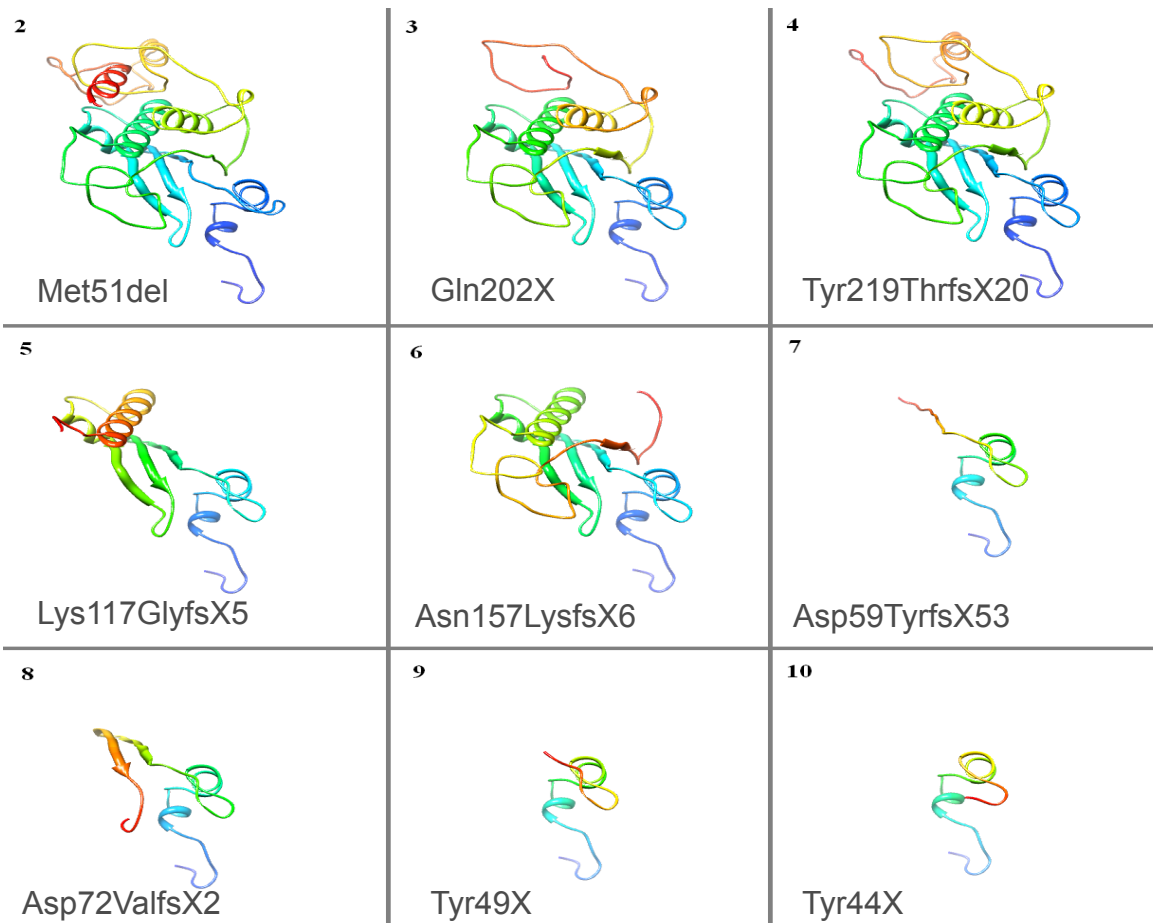 2
3
4
Met51del
Gln202X
Tyr219ThrfsX20
5
6
7
Lys117GlyfsX5
Asn157LysfsX6
Asp59TyrfsX53
8
9
10
Asp72ValfsX2
Tyr49X
Tyr44X